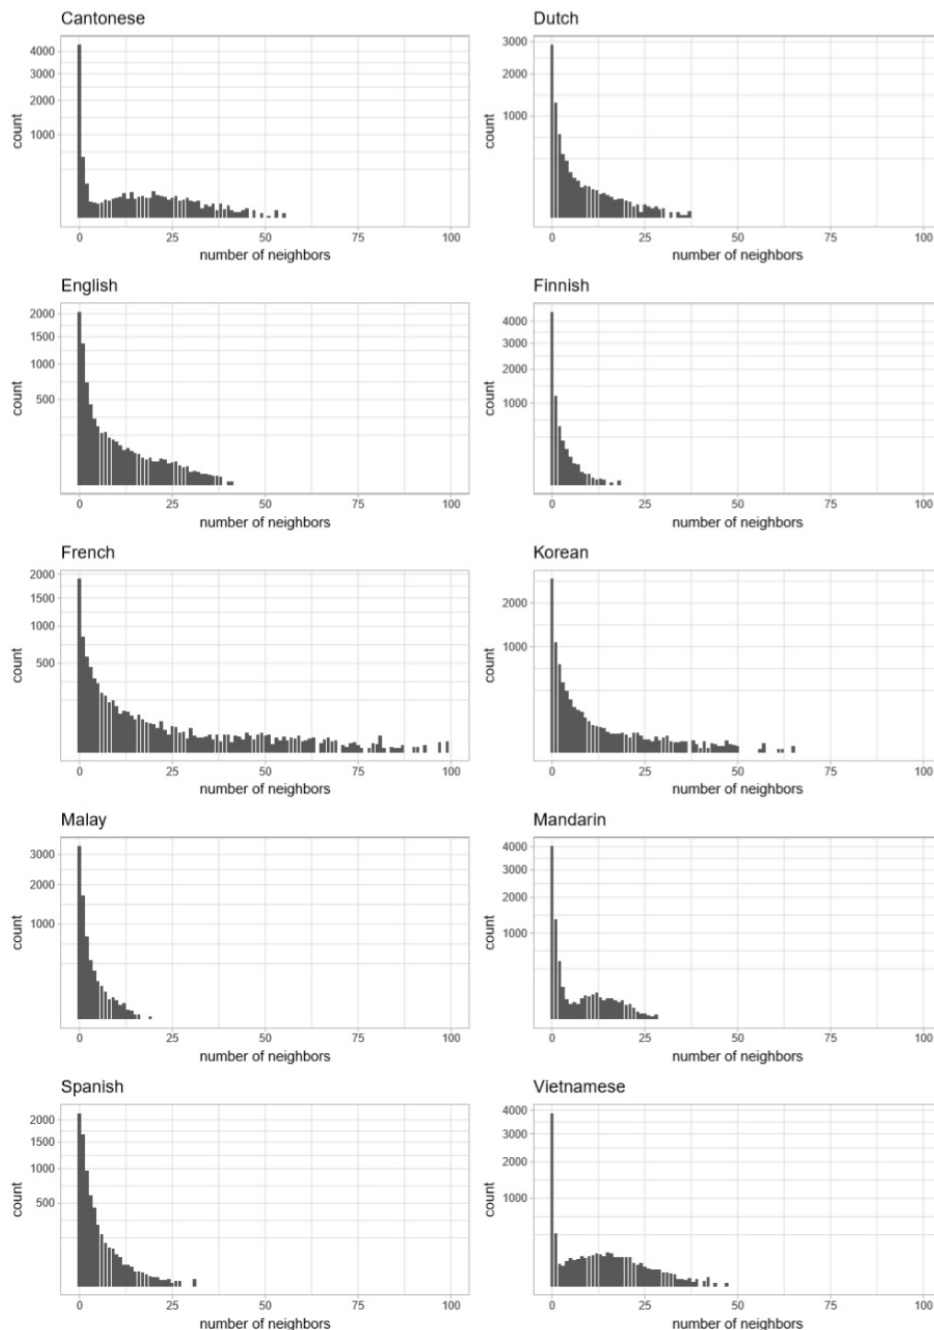 Cantonese
4000
3000
2000
1000
count
0 25 50 75 100
number of neighbors
Dutch
3000
2000
1000
count
0 25 50 75 100
number of neighbors
English
2000
1500
1000
500
count
0 25 50 75 100
number of neighbors
Finnish
4000
3000
2000
1000
count
0 25 50 75 100
number of neighbors
French
2000
1500
1000
500
count
0 25 50 75 100
number of neighbors
Korean
2000
1000
count
0 25 50 75 100
number of neighbors
Malay
3000
2000
1000
count
0 25 50 75 100
number of neighbors
Mandarin
4000
3000
2000
1000
count
0 25 50 75 100
number of neighbors
Spanish
2000
1500
1000
500
count
0 25 50 75 100
number of neighbors
Vietnamese
4000
3000
2000
1000
count
0 25 50 75 100
number of neighbors